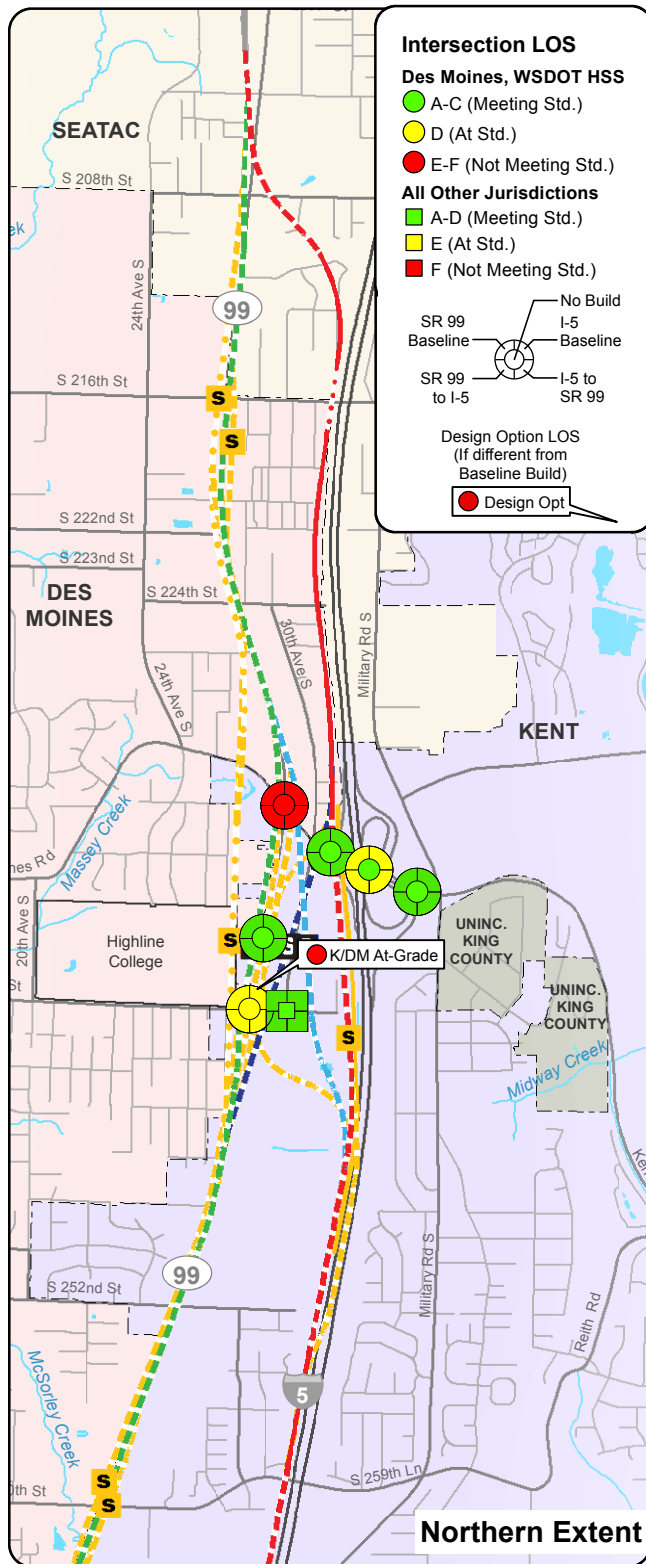 Intersection LOS
Des Moines, WSDOT HSS
A-C (Meeting Std.)
D (At Std.)
E-F (Not Meeting Std.)
All Other Jurisdictions
A-D (Meeting Std.)
E (At Std.)
F (Not Meeting Std.)
No Build
SR 99
Baseline
I-5
Baseline
SR 99
to I-5
I-5 to
SR 99
Design Option LOS
(If different from
Baseline Build)
Design Opt
SEATAC
S 208th St
24th Ave S
99
S 216th St
S
S
S 222nd St
S 223nd St
DES
MOINES
S 224th St
30th Ave S
Military Rd S
24th Ave S
KENT
Massey Creek
nes Rd
20th Ave S
Highline
College
S
S
K/DM At-Grade
UNINC.
KING
COUNTY
UNINC.
KING
COUNTY
St
S
Midway Creek
99
S 252nd St
Military Rd S
Reith Rd
McSorley Creek
5
S
S
S 259th Ln
0th St
Northern Extent